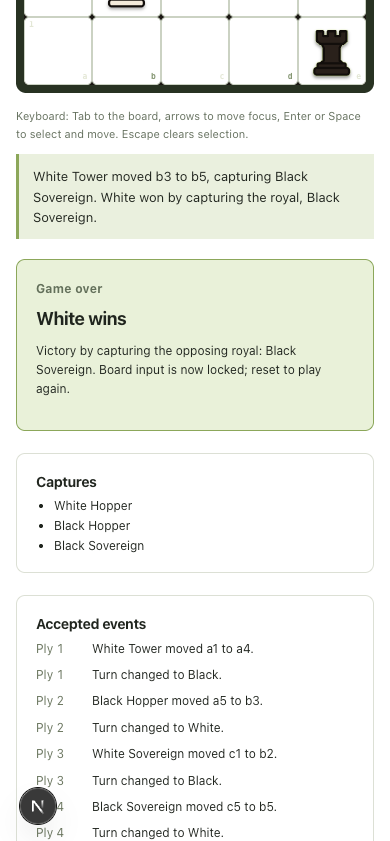 1
a b c d e
Keyboard: Tab to the board, arrows to move focus, Enter or Space
to select and move. Escape clears selection.
White Tower moved b3 to b5, capturing Black
Sovereign. White won by capturing the royal, Black
Sovereign.
Game over
White wins
Victory by capturing the opposing royal: Black
Sovereign. Board input is now locked; reset to play
again.
Captures
• White Hopper
• Black Hopper
• Black Sovereign
Accepted events
Ply 1 White Tower moved a1 to a4.
Ply 1 Turn changed to Black.
Ply 2 Black Hopper moved a5 to b3.
Ply 2 Turn changed to White.
Ply 3 White Sovereign moved c1 to b2.
Ply 3 Turn changed to Black.
4 Black Sovereign moved c5 to b5.
Ply 4 Turn changed to White.
N